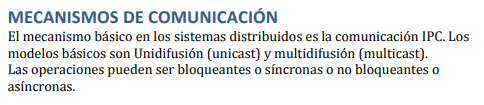 MECANISMOS DE COMUNICACIÓN
El mecanismo básico en los sistemas distribuidos es la comunicación IPC. Los
modelos básicos son Unidifusión (unicast) y multidifusión (multicast).
Las operaciones pueden ser bloqueantes o síncronas o no bloqueantes o
asíncronas.